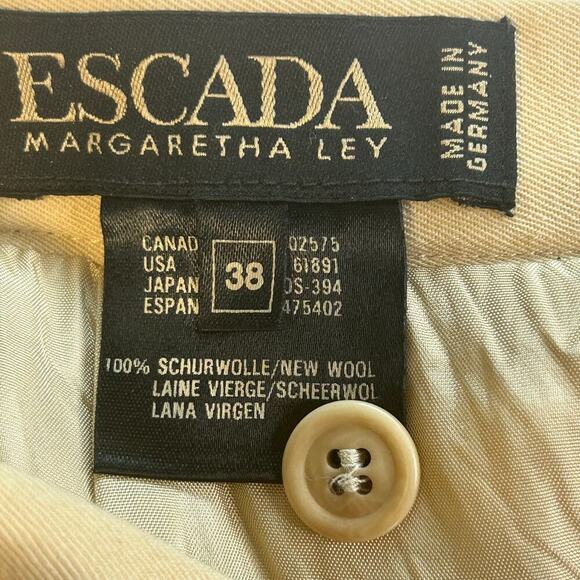 ESCADA
MARGARETHA LEY
MADE IN
GERMANY
CANAD 02575
USA 61891
JAPAN OS-394
ESPAN 475402
38
100% SCHURWOLLE/NEW WOOL
LAINE VIERGE/SCHEERWOL
LANA VIRGEN